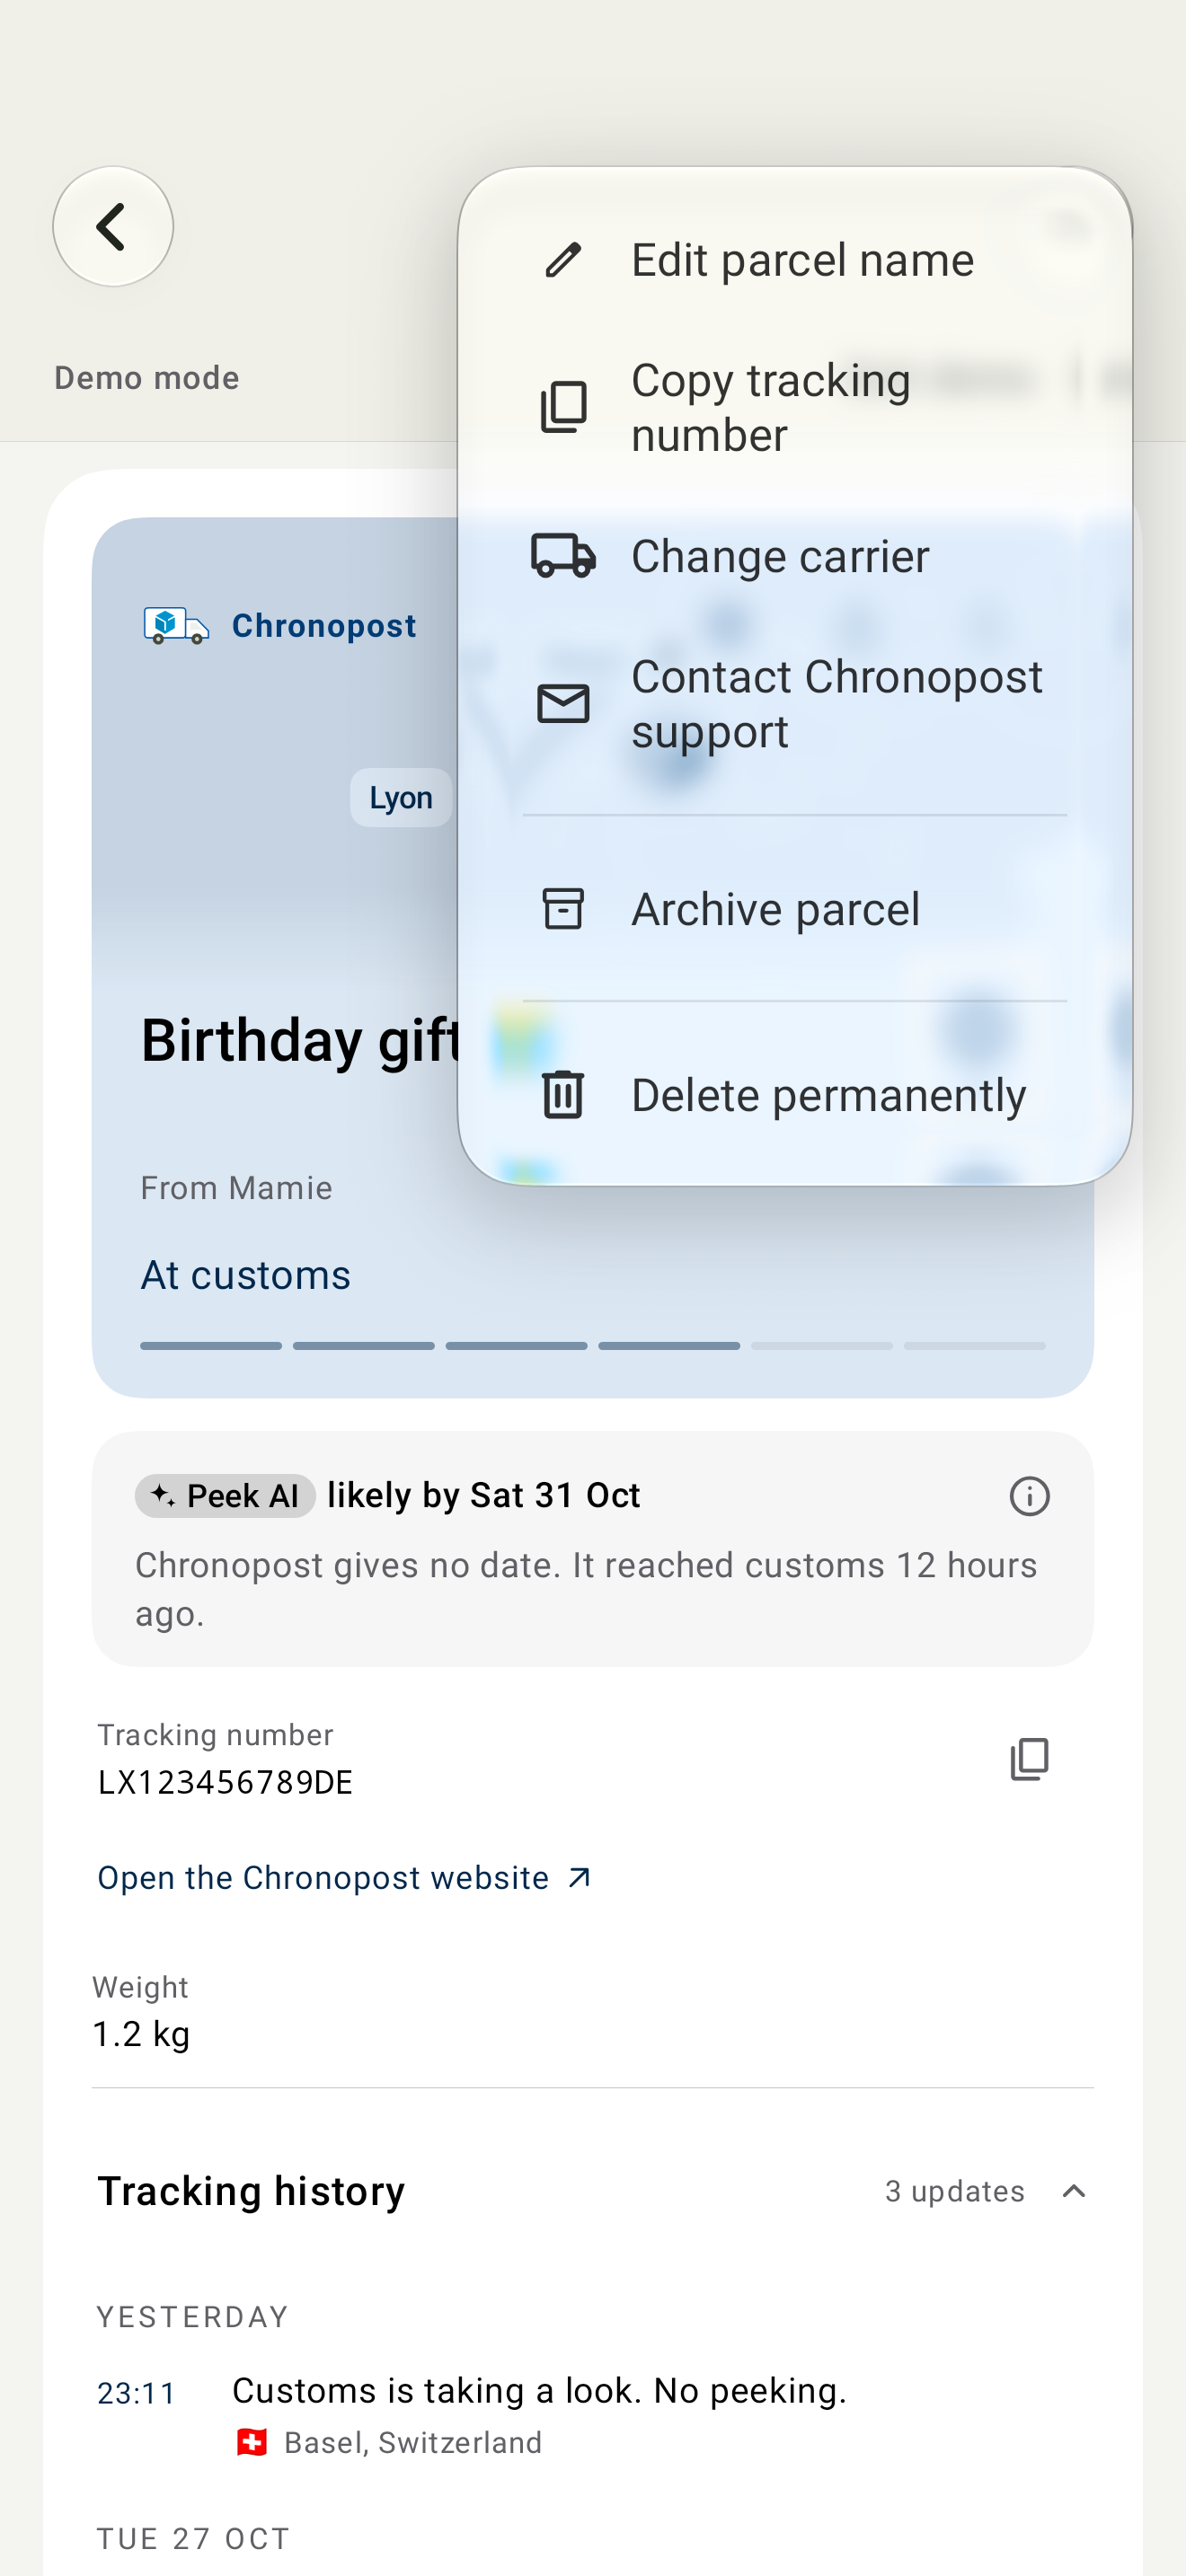 Edit parcel name
Copy tracking
number
Change carrier
Contact Chronopost
support
Archive parcel
Delete permanently
Demo mode
Chronopost
Lyon
Birthday gift
From Mamie
At customs
Peek AI likely by Sat 31 Oct
Chronopost gives no date. It reached customs 12 hours
ago.
Tracking number
LX123456789DE
Open the Chronopost website
Weight
1.2 kg
Tracking history
3 updates
YESTERDAY
23:11
Customs is taking a look. No peeking.
Basel, Switzerland
TUE 27 OCT